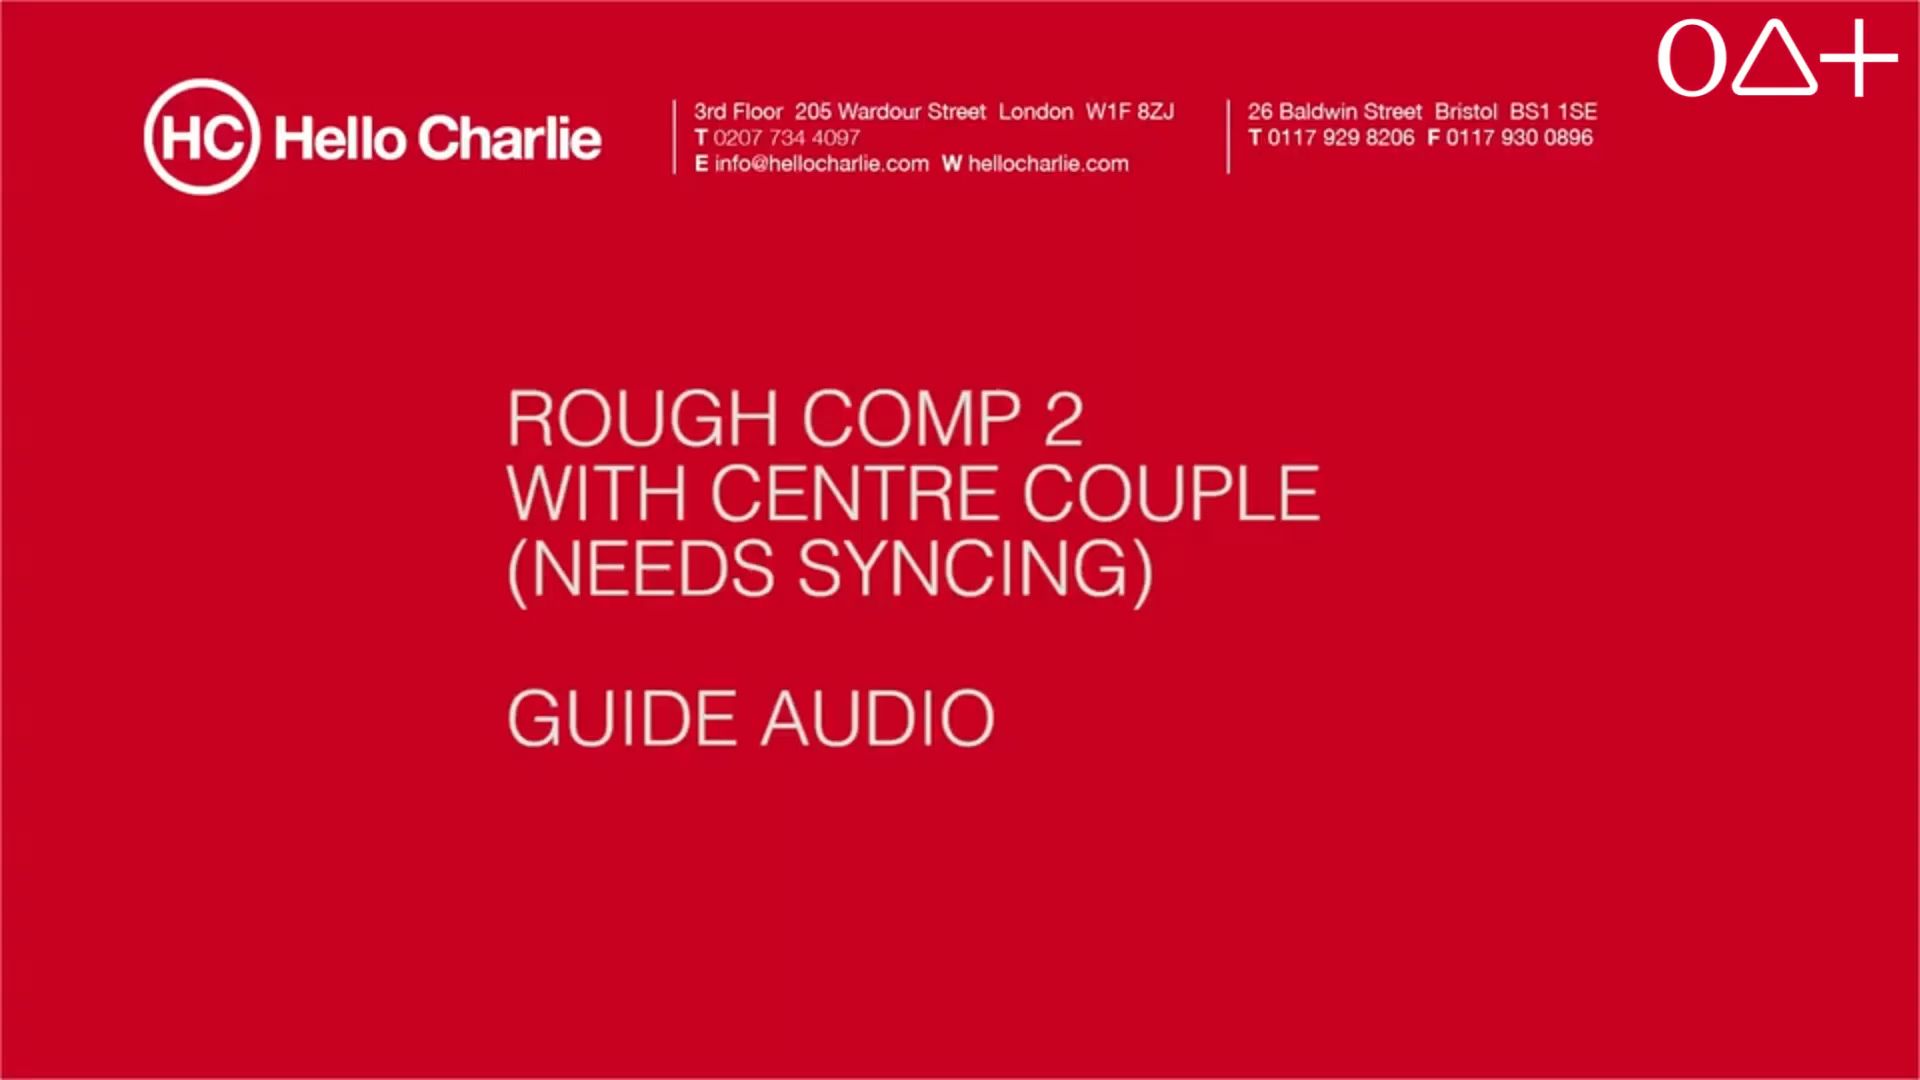 HC Hello Charlie
3rd Floor 205 Wardour Street London W1F 8ZJ
T 0207 734 4097
E info@hellocharlie.com W hellocharlie.com
26 Baldwin Street Bristol BS1 1SE
T 0117 929 8206 F 0117 930 0896
ROUGH COMP 2
WITH CENTRE COUPLE
(NEEDS SYNCING)
GUIDE AUDIO